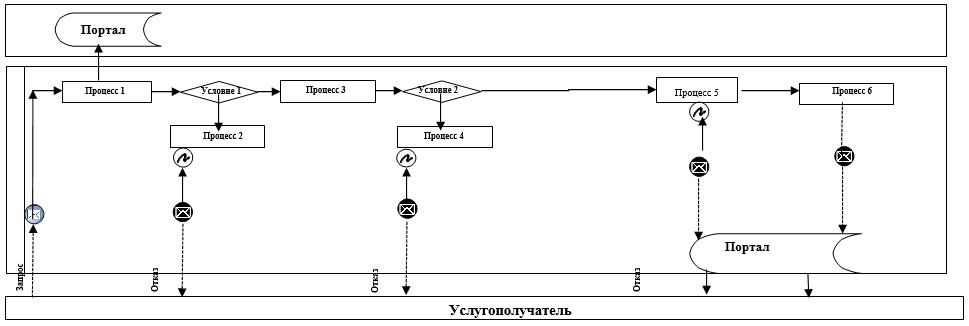 Портал
Процесс 1
Условие 1
Процесс 3
Условие 2
Процесс 5
Процесс 6
Процесс 2
Процесс 4
Запрос
Отказ
Отказ
Отказ
Портал
Услугополучатель